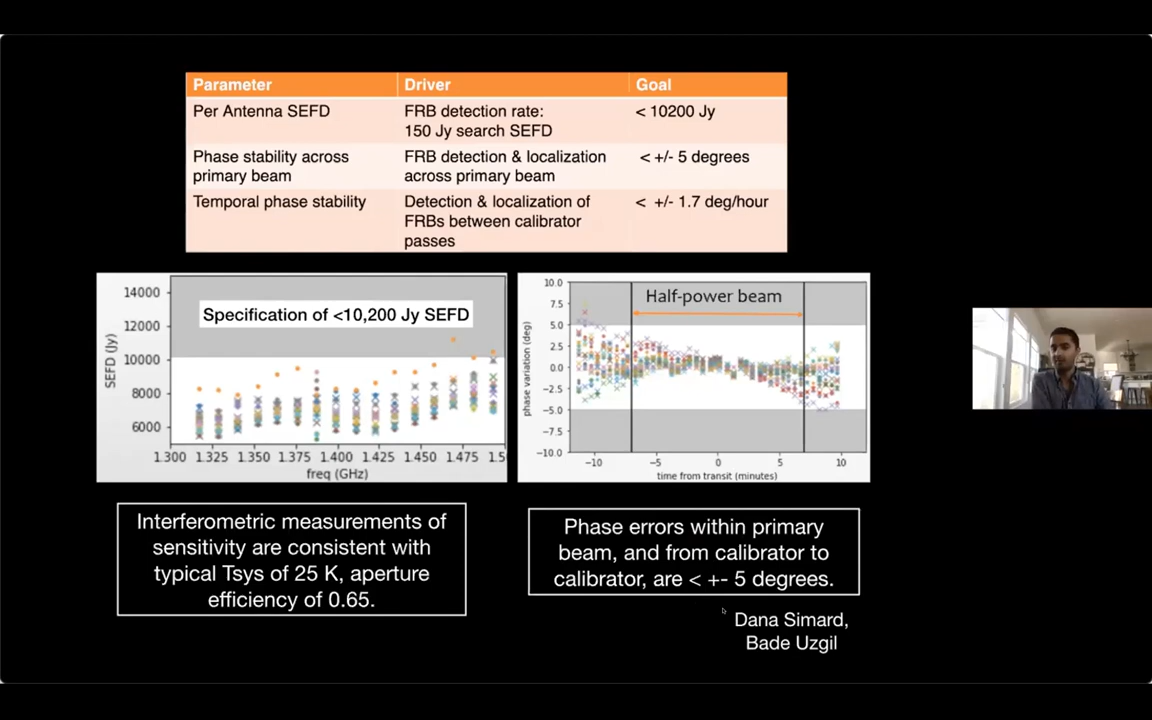 Parameter Driver Goal
Per Antenna SEFD FRB detection rate: < 10200 Jy
150 Jy search SEFD
Phase stability across FRB detection & localization < +/- 5 degrees
primary beam across primary beam
Temporal phase stability Detection & localization of < +/- 1.7 deg/hour
FRBs between calibrator
passes
14000
12000
10000
8000
6000
SEFD (Jy)
Specification of <10,200 Jy SEFD
1.300 1.325 1.350 1.375 1.400 1.425 1.450 1.475 1.5
freq (GHz)
10.0
7.5
5.0
2.5
0.0
−2.5
−5.0
−7.5
−10.0
phase variation (deg)
Half-power beam
−10 −5 0 5 10
time from transit (minutes)
Interferometric measurements of
sensitivity are consistent with
typical Tsys of 25 K, aperture
efficiency of 0.65.
Phase errors within primary
beam, and from calibrator to
calibrator, are < +- 5 degrees.
Dana Simard,
Bade Uzgil